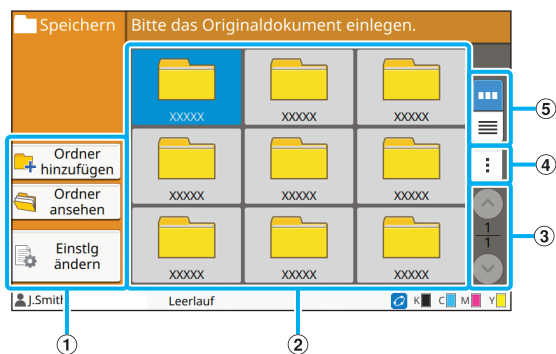 Speichern
Bitte das Originaldokument einlegen.
XXXXX XXXXX XXXXX
XXXXX XXXXX XXXXX
XXXXX XXXXX XXXXX
Ordner
hinzufügen
Ordner
ansehen
Einstlg
ändern
5
4
1
1
3
J.Smith
Leerlauf
K C M Y
1
2